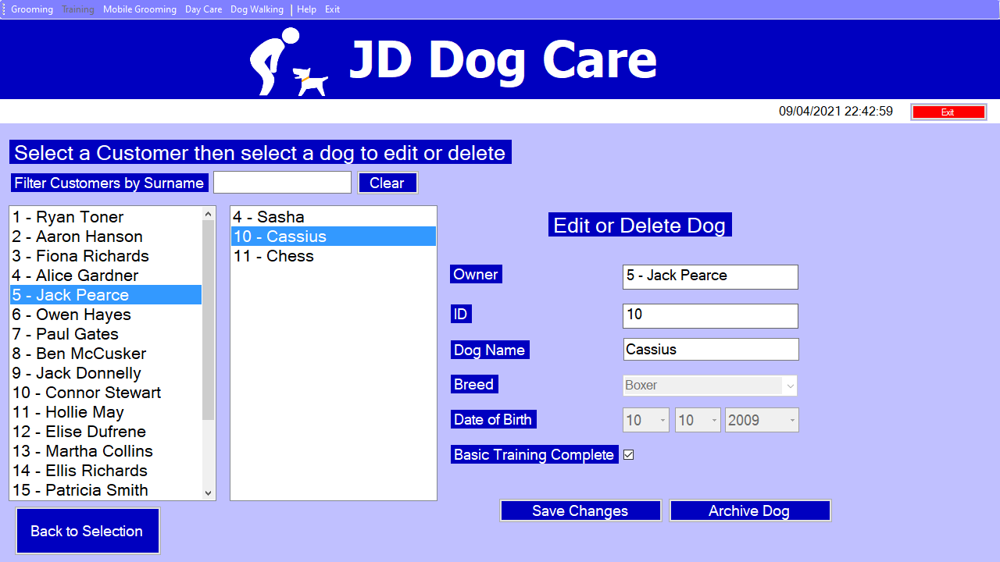 Grooming Training Mobile Grooming Day Care Dog Walking Help Exit
JD Dog Care
09/04/2021 22:42:59 Exit
Select a Customer then select a dog to edit or delete
Filter Customers by Surname Clear
1 - Ryan Toner
2 - Aaron Hanson
3 - Fiona Richards
4 - Alice Gardner
5 - Jack Pearce
6 - Owen Hayes
7 - Paul Gates
8 - Ben McCusker
9 - Jack Donnelly
10 - Connor Stewart
11 - Hollie May
12 - Elise Dufrene
13 - Martha Collins
14 - Ellis Richards
15 - Patricia Smith
4 - Sasha
10 - Cassius
11 - Chess
Edit or Delete Dog
Owner 5 - Jack Pearce
ID 10
Dog Name Cassius
Breed Boxer
Date of Birth 10 10 2009
Basic Training Complete
Save Changes Archive Dog
Back to Selection